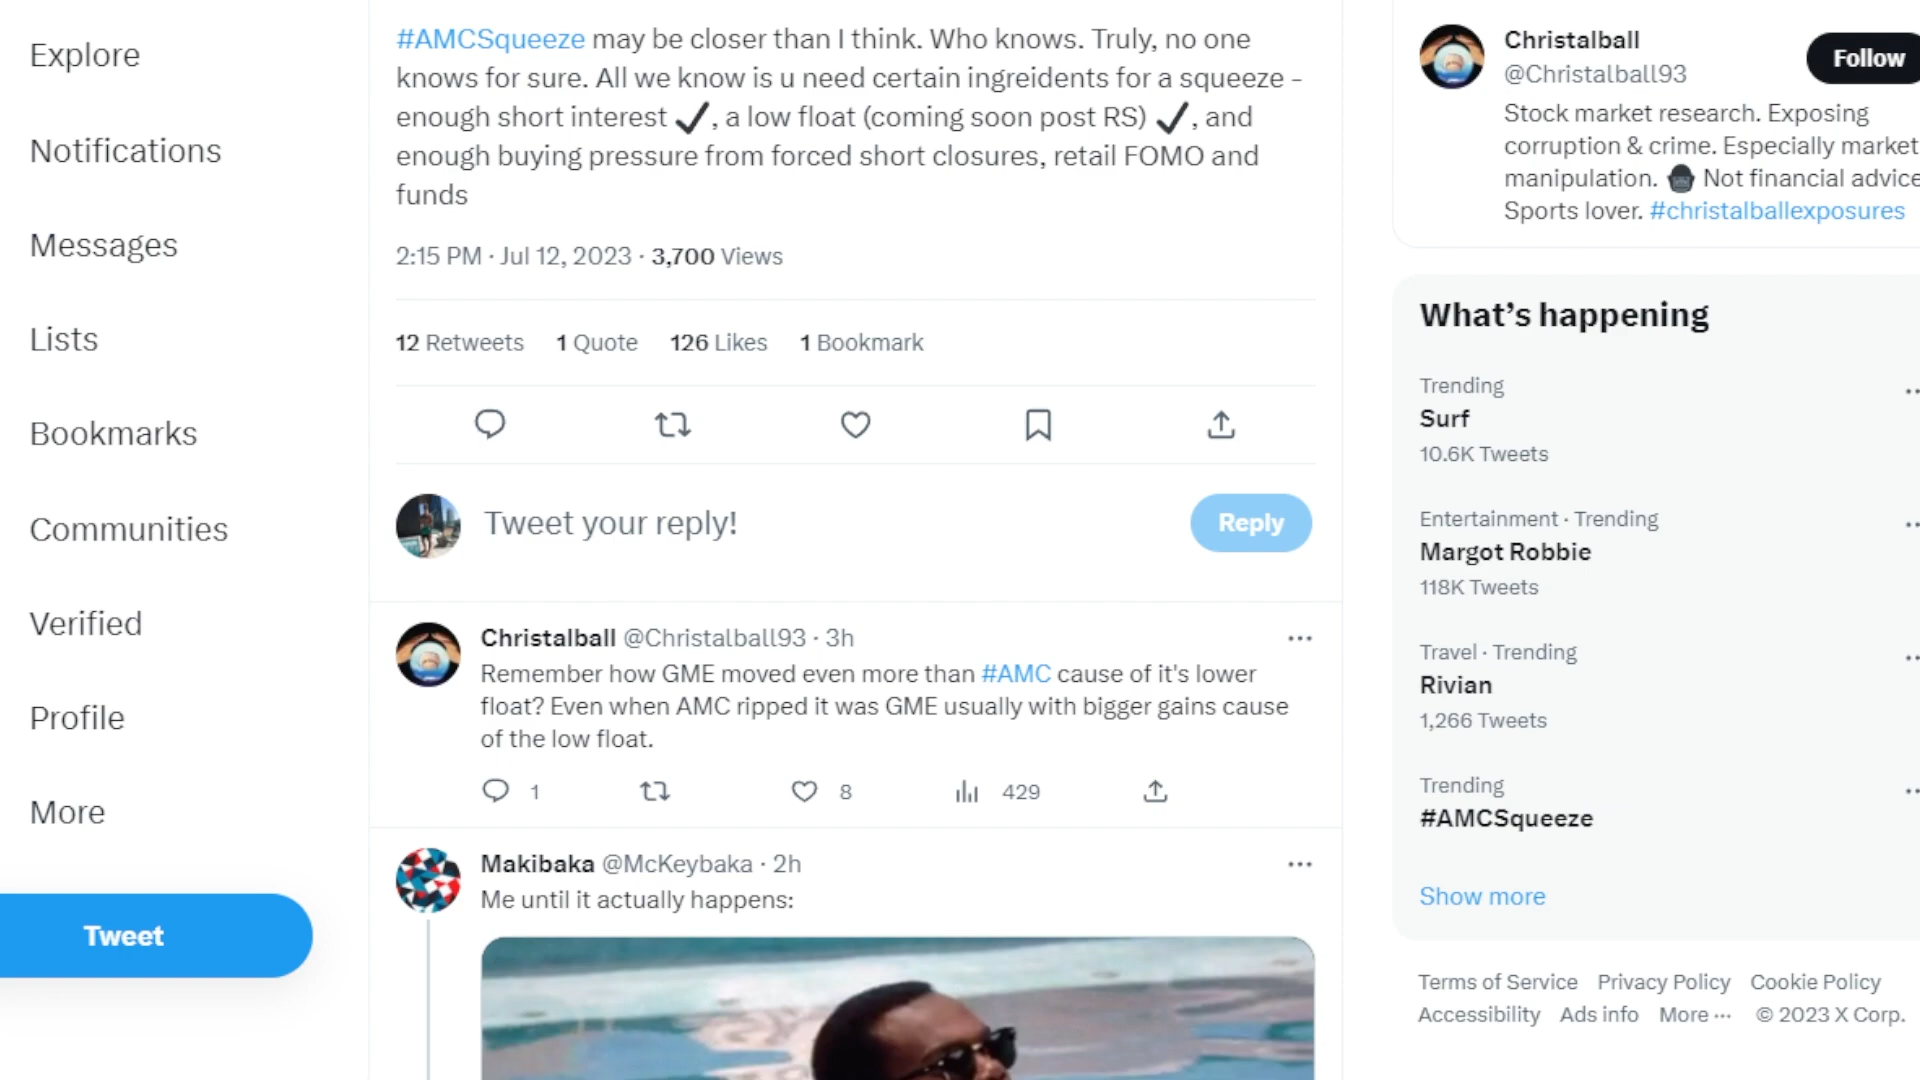 Explore
Notifications
Messages
Lists
Bookmarks
Communities
Verified
Profile
More
Tweet
#AMCSqueeze may be closer than I think. Who knows. Truly, no one
knows for sure. All we know is u need certain ingreidents for a squeeze -
enough short interest ✔, a low float (coming soon post RS) ✔, and
enough buying pressure from forced short closures, retail FOMO and
funds
2:15 PM · Jul 12, 2023 · 3,700 Views
12 Retweets 1 Quote 126 Likes 1 Bookmark
Tweet your reply!
Reply
Christalball @Christalball93 · 3h
Remember how GME moved even more than #AMC cause of it's lower
float? Even when AMC ripped it was GME usually with bigger gains cause
of the low float.
1 8 429
Makibaka @McKeybaka · 2h
Me until it actually happens:
Christalball
@Christalball93
Follow
Stock market research. Exposing
corruption & crime. Especially market
manipulation. Not financial advice
Sports lover. #christalballexposures
What's happening
Trending
Surf
10.6K Tweets
Entertainment · Trending
Margot Robbie
118K Tweets
Travel · Trending
Rivian
1,266 Tweets
Trending
#AMCSqueeze
Show more
Terms of Service Privacy Policy Cookie Policy
Accessibility Ads info More ··· © 2023 X Corp.